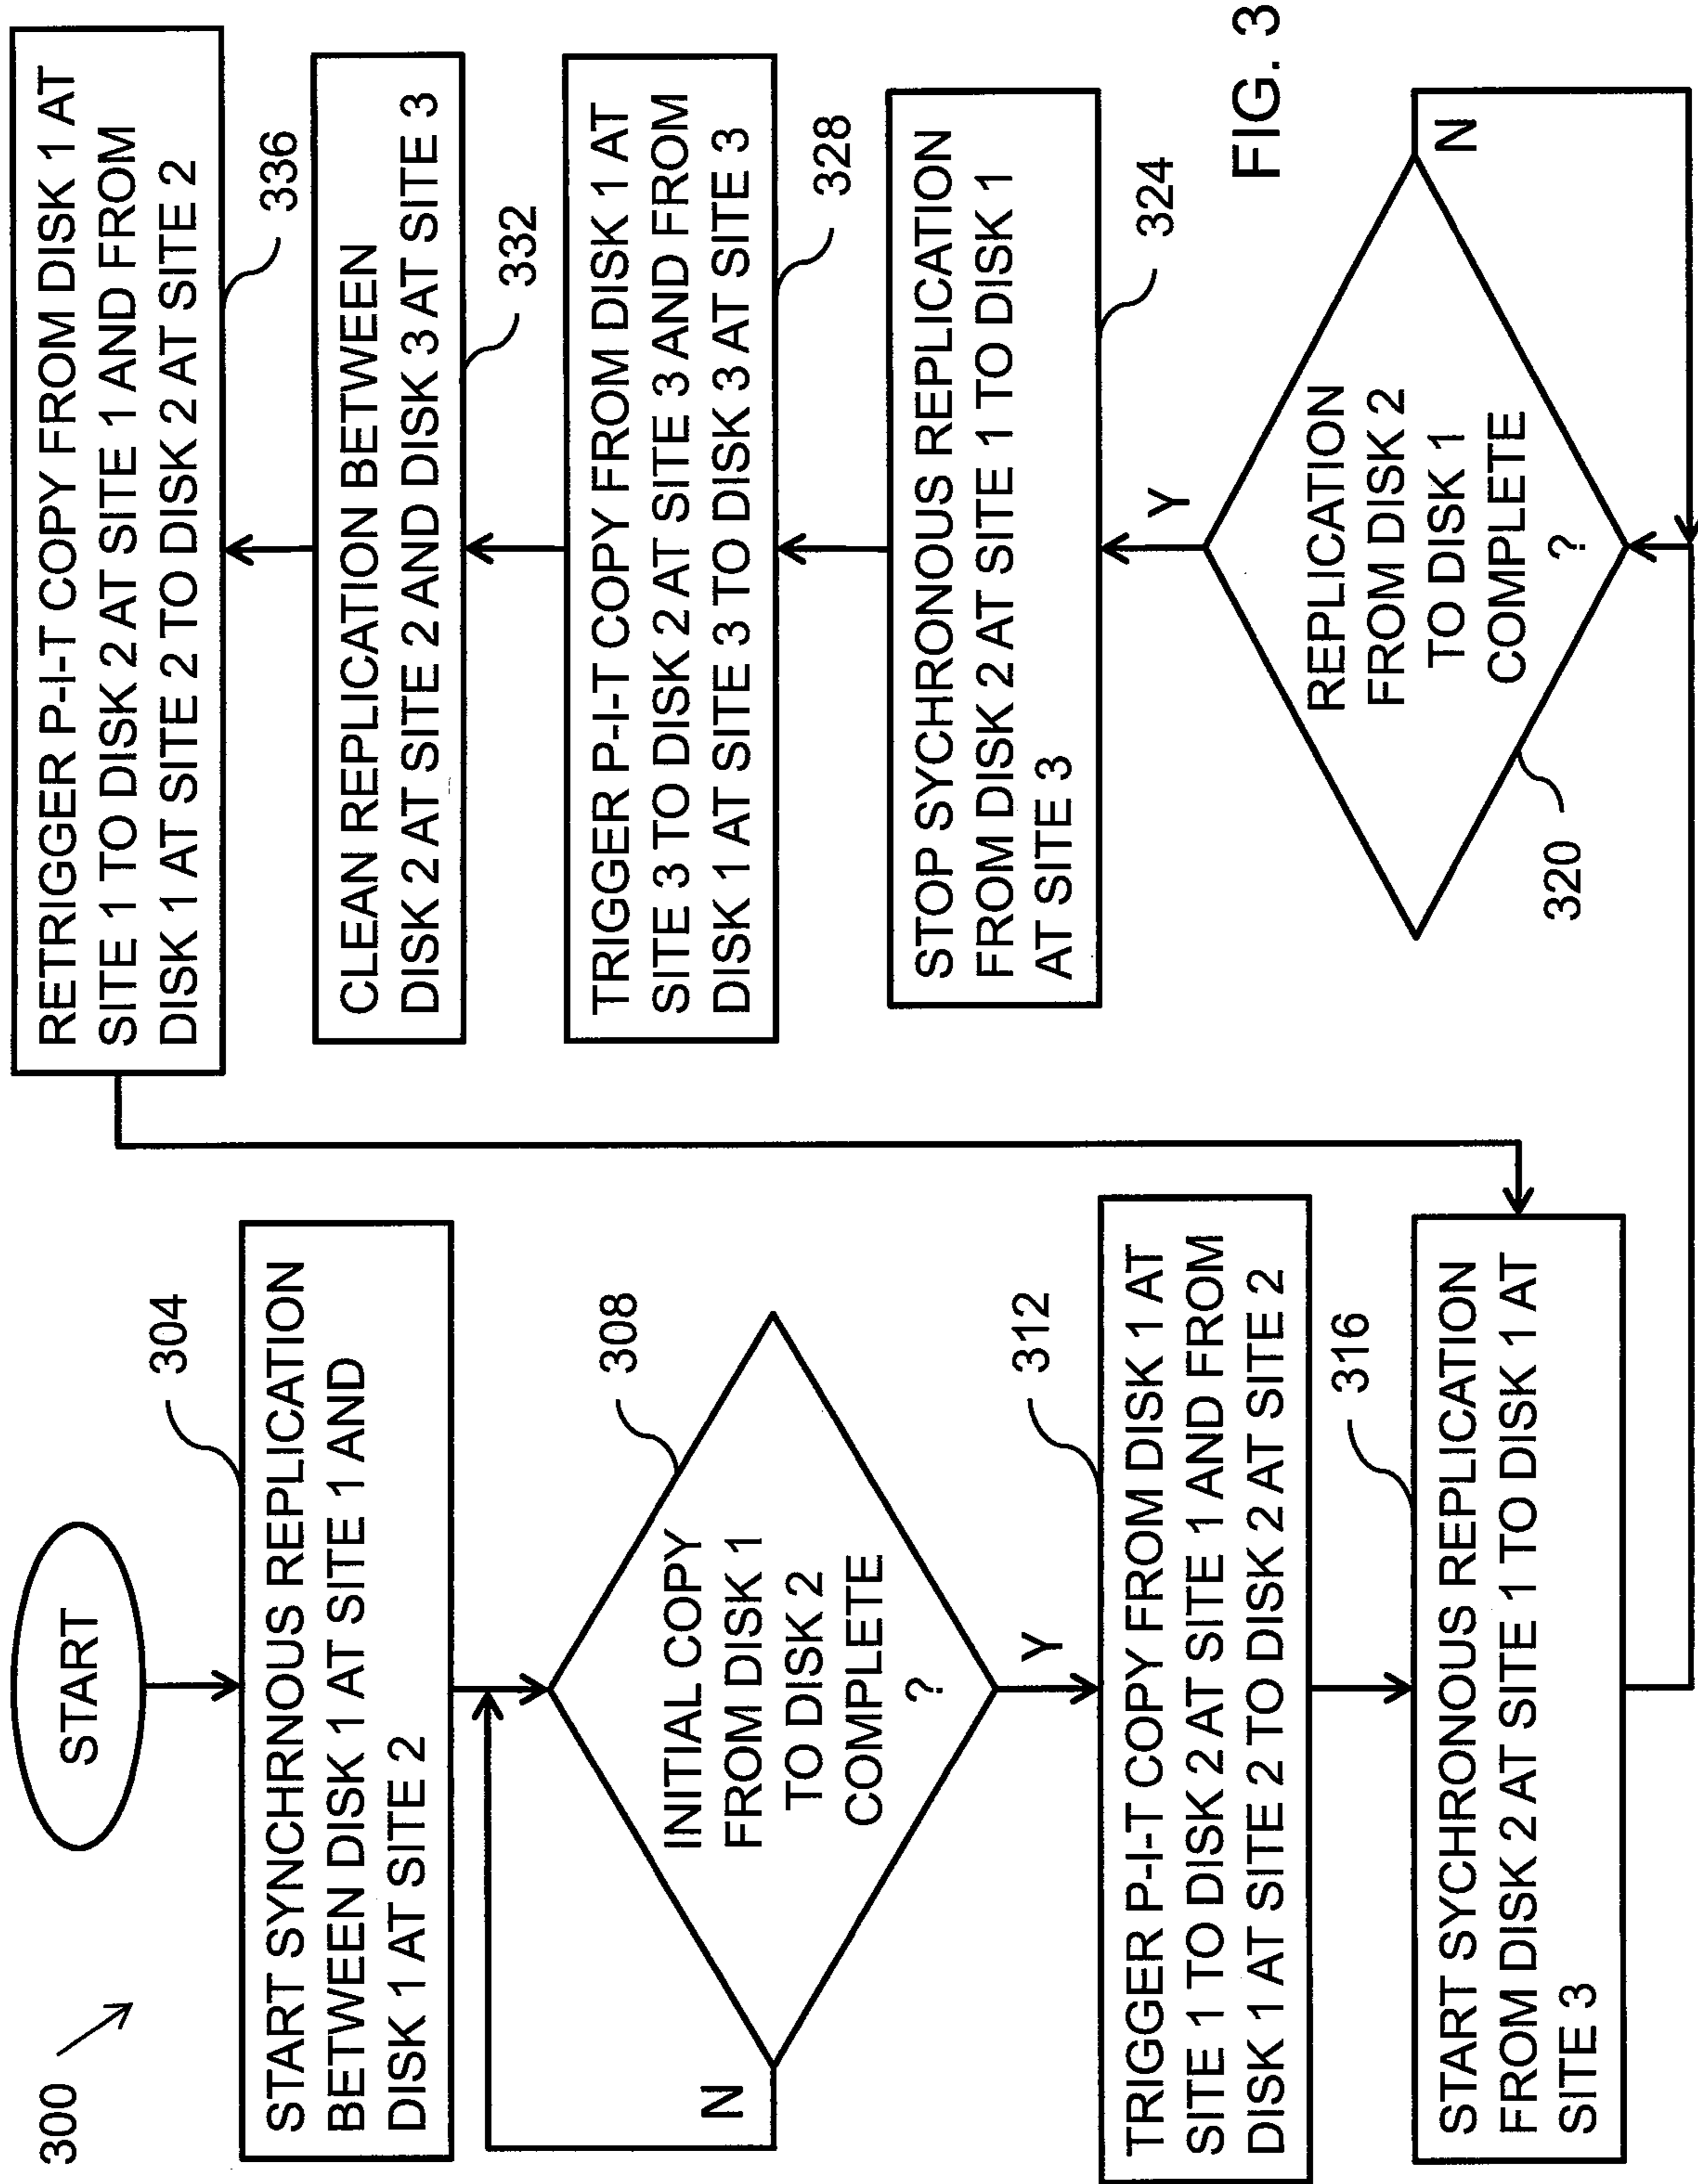 300
START
304
START SYNCHRNOUS REPLICATION
BETWEEN DISK 1 AT SITE 1 AND
DISK 1 AT SITE 2
308
INITIAL COPY
FROM DISK 1
TO DISK 2
COMPLETE
?
N
Y
312
TRIGGER P-I-T COPY FROM DISK 1 AT
SITE 1 TO DISK 2 AT SITE 1 AND FROM
DISK 1 AT SITE 2 TO DISK 2 AT SITE 2
316
START SYCHRONOUS REPLICATION
FROM DISK 2 AT SITE 1 TO DISK 1 AT
SITE 3
320
REPLICATION
FROM DISK 2
TO DISK 1
COMPLETE
?
N
Y
324
STOP SYCHRONOUS REPLICATION
FROM DISK 2 AT SITE 1 TO DISK 1
AT SITE 3
328
TRIGGER P-I-T COPY FROM DISK 1 AT
SITE 3 TO DISK 2 AT SITE 3 AND FROM
DISK 1 AT SITE 3 TO DISK 3 AT SITE 3
332
CLEAN REPLICATION BETWEEN
DISK 2 AT SITE 2 AND DISK 3 AT SITE 3
336
RETRIGGER P-I-T COPY FROM DISK 1 AT
SITE 1 TO DISK 2 AT SITE 1 AND FROM
DISK 1 AT SITE 2 TO DISK 2 AT SITE 2
FIG. 3